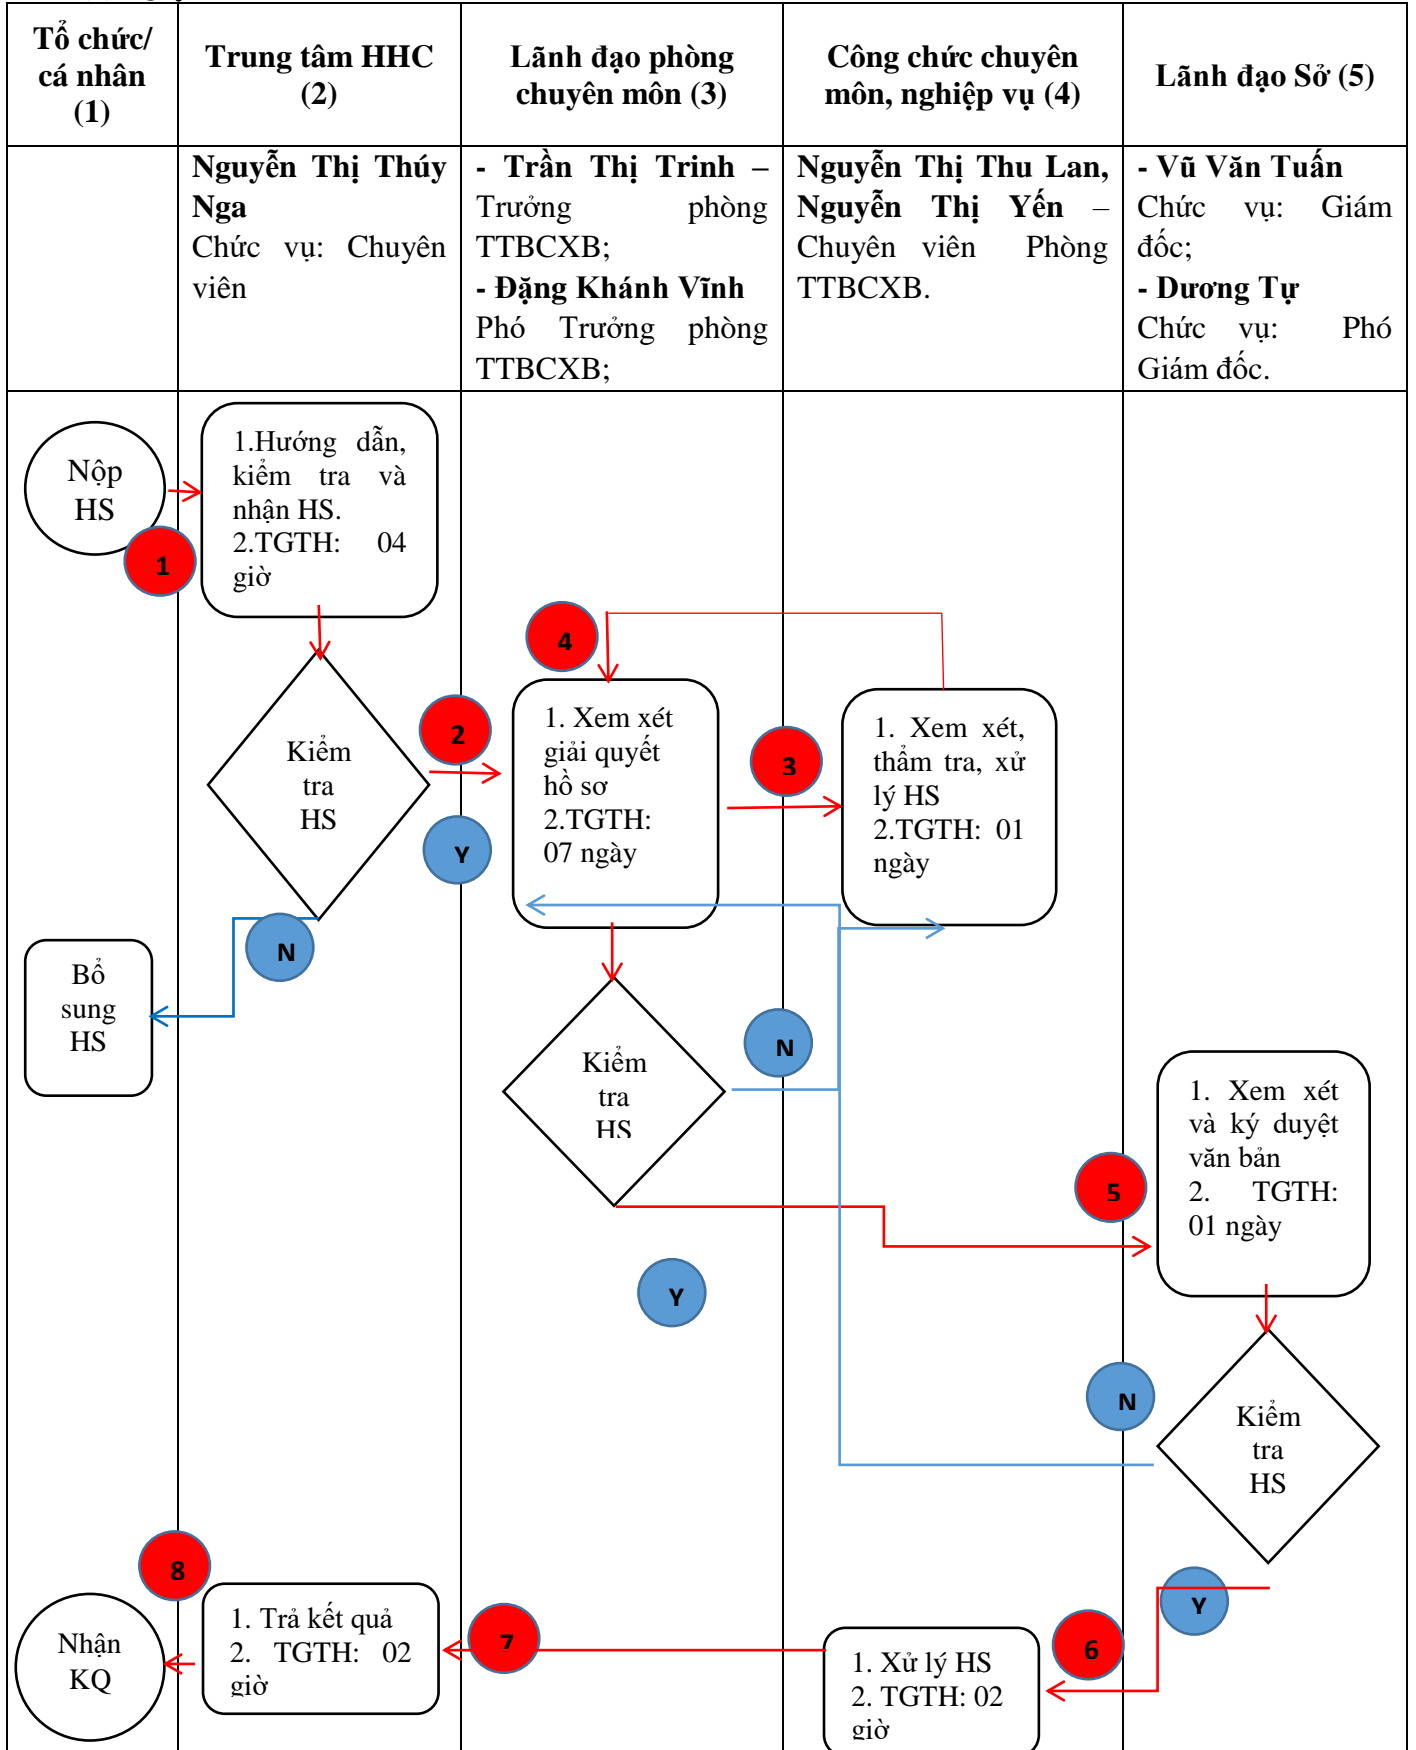 Tổ chức/
cá nhân
(1)
Trung tâm HHC
(2)
Lãnh đạo phòng
chuyên môn (3)
Công chức chuyên
môn, nghiệp vụ (4)
Lãnh đạo Sở (5)
Nguyễn Thị Thúy
Nga
Chức vụ: Chuyên
viên
- Trần Thị Trinh –
Trưởng phòng
TTBCXB;
- Đặng Khánh Vĩnh
Phó Trưởng phòng
TTBCXB;
Nguyễn Thị Thu Lan,
Nguyễn Thị Yến –
Chuyên viên Phòng
TTBCXB.
- Vũ Văn Tuấn
Chức vụ: Giám
đốc;
- Dương Tự
Chức vụ: Phó
Giám đốc.
Nộp
HS
1
1.Hướng dẫn,
kiểm tra và
nhận HS.
2.TGTH: 04
giờ
Kiểm
tra
HS
2
Y
N
Bổ
sung
HS
4
1. Xem xét
giải quyết
hồ sơ
2.TGTH:
07 ngày
3
1. Xem xét,
thẩm tra, xử
lý HS
2.TGTH: 01
ngày
Kiểm
tra
HS
N
Y
5
1. Xem xét
và ký duyệt
văn bản
2. TGTH:
01 ngày
Kiểm
tra
HS
N
Y
6
1. Xử lý HS
2. TGTH: 02
giờ
7
1. Trả kết quả
2. TGTH: 02
giờ
8
Nhận
KQ